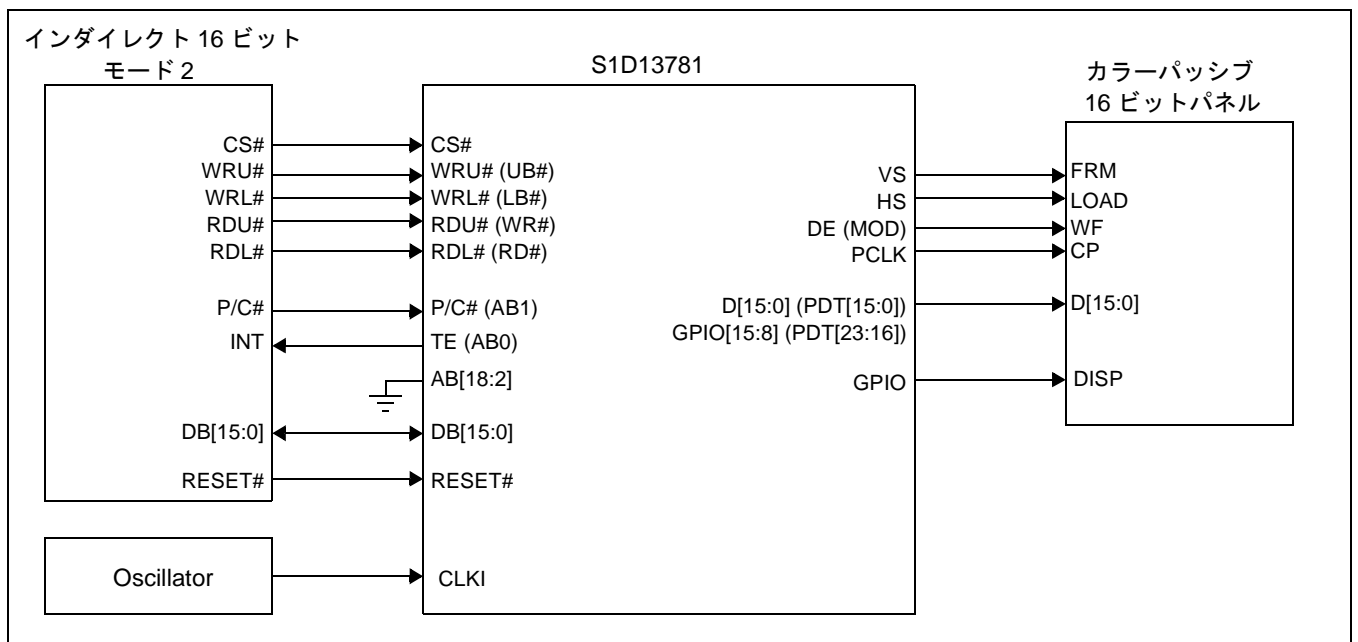 インダイレクト 16 ビット
モード 2
S1D13781
カラーパッシブ
16 ビットパネル
CS#
WRU#
WRL#
RDU#
RDL#
P/C#
INT
DB[15:0]
RESET#
CS#
WRU# (UB#)
WRL# (LB#)
RDU# (WR#)
RDL# (RD#)
P/C# (AB1)
TE (AB0)
AB[18:2]
DB[15:0]
RESET#
CLKI
VS
HS
DE (MOD)
PCLK
D[15:0] (PDT[15:0])
GPIO[15:8] (PDT[23:16])
GPIO
FRM
LOAD
WF
CP
D[15:0]
DISP
Oscillator